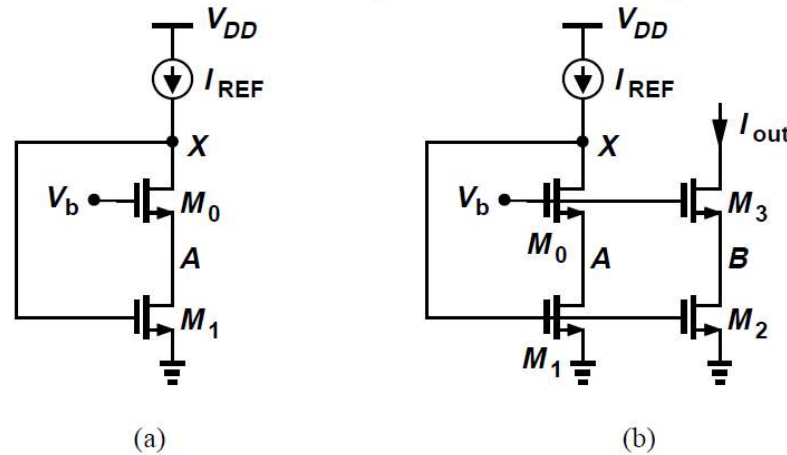 V_DD V_DD
I_REF I_REF
X X I_out
V_b M_0 V_b M_3
M_0
A A B
M_1 M_2
M_1
(a) (b)